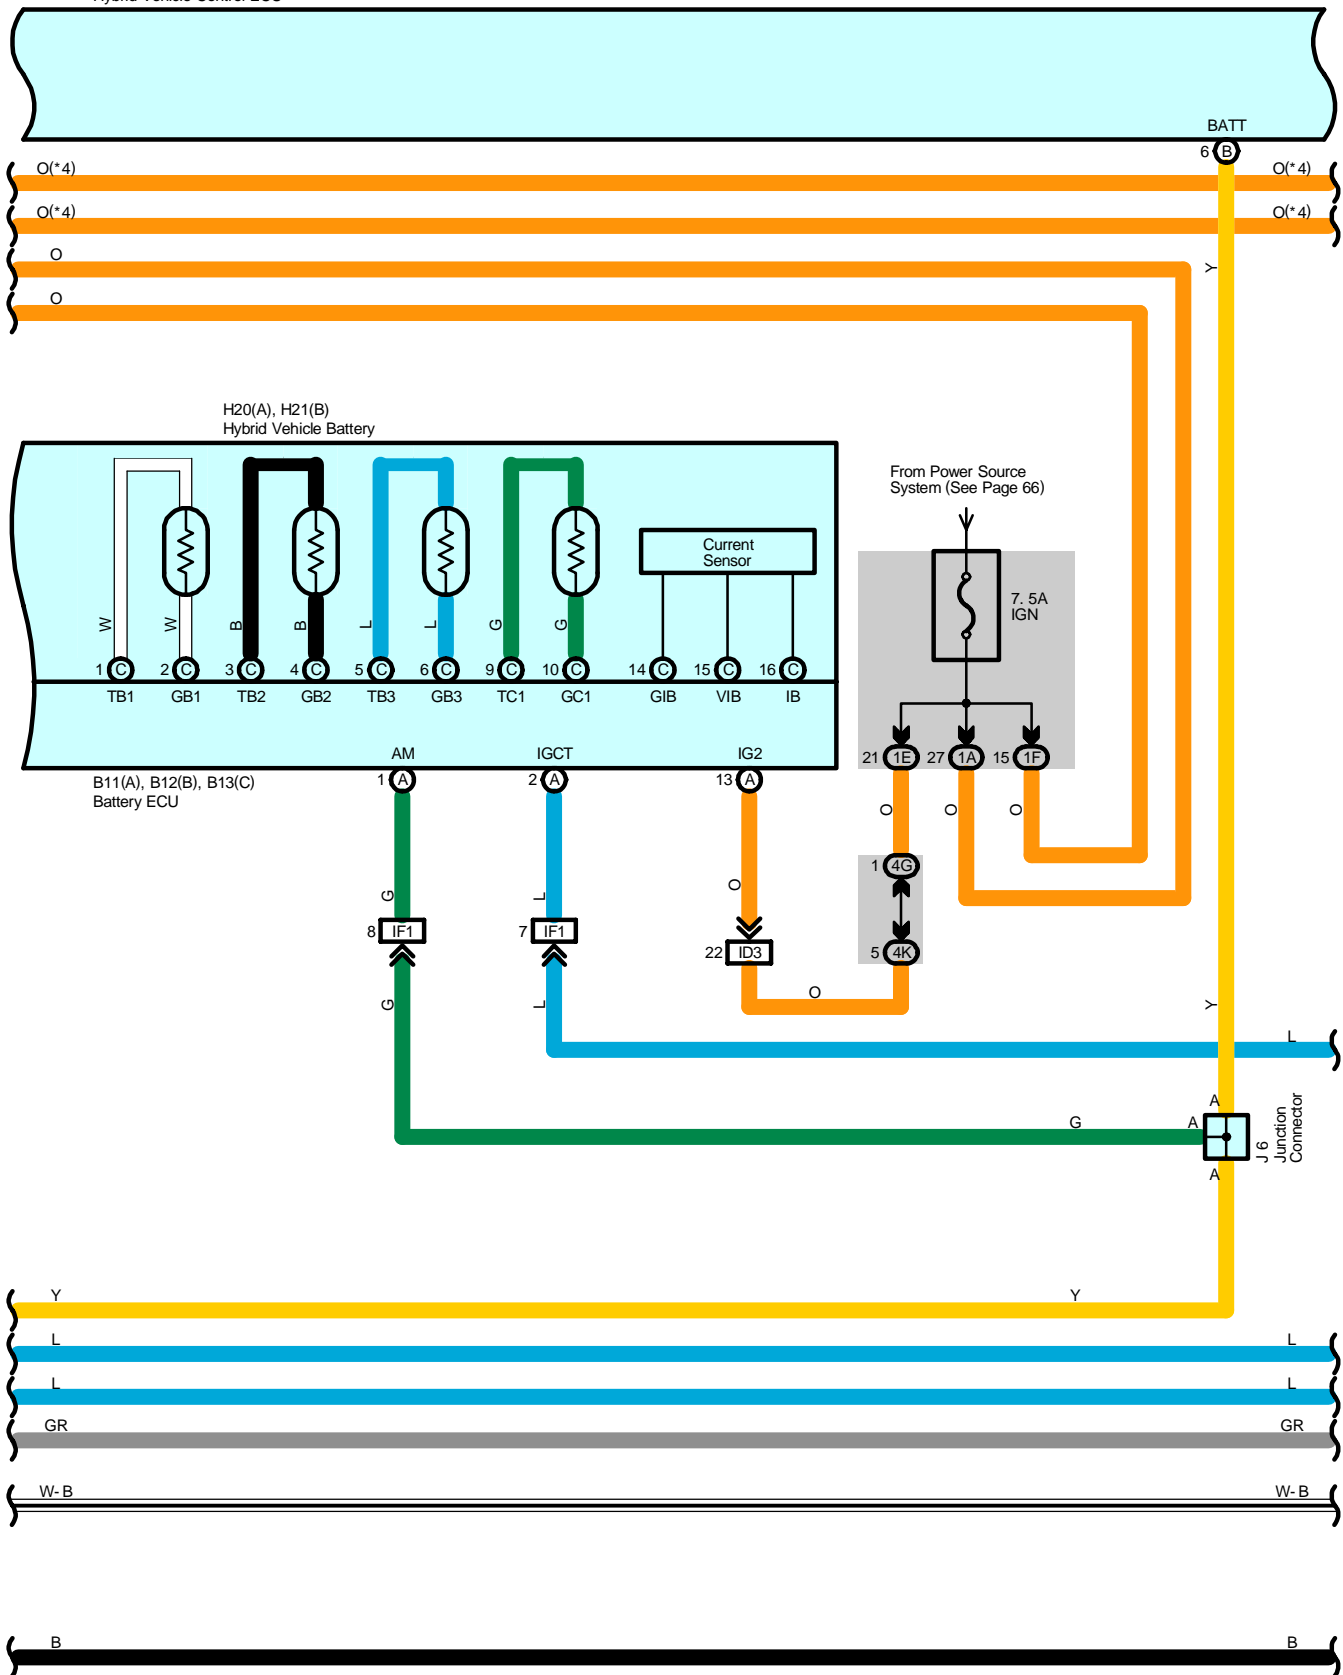 Hybrid Vehicle Control ECU
BATT
6 B
O(*4) O(*4)
O(*4) O(*4)
O Y
O
H20(A), H21(B)
Hybrid Vehicle Battery
From Power Source
System (See Page 66)
Current
Sensor
7. 5A
IGN
W W B B L L G G
1 C 2 C 3 C 4 C 5 C 6 C 9 C 10 C 14 C 15 C 16 C
TB1 GB1 TB2 GB2 TB3 GB3 TC1 GC1 GIB VIB IB
AM IGCT IG2
21 1E 27 1A 15 1F
1 A 2 A 13 A
B11(A), B12(B), B13(C)
Battery ECU
O O O
1 4G
G L O
8 IF1 7 IF1
22 ID3 5 4K
O
G L Y
L
A
G A
J 6
Junction
Connector
A
Y Y
L L
L L
GR GR
W-B W-B
B B